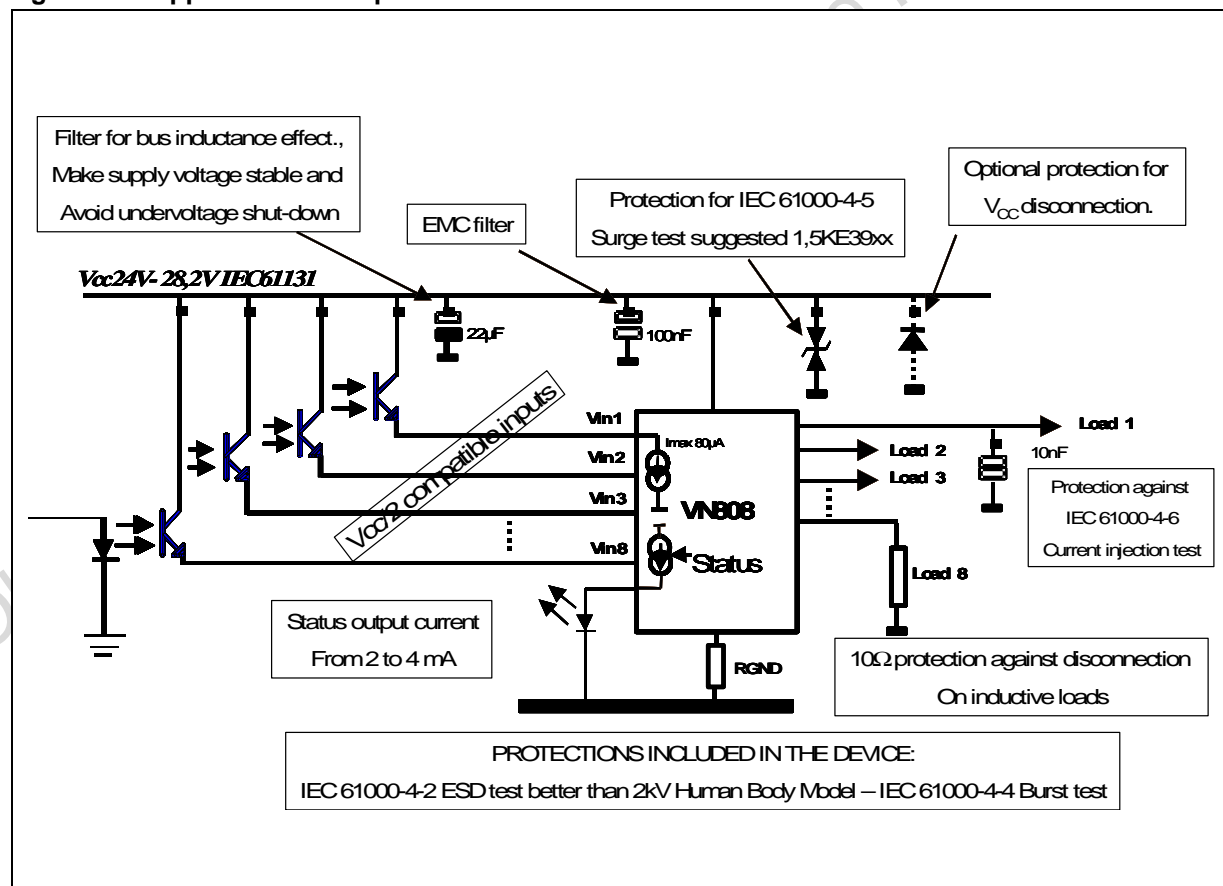 Filter for bus inductance effect.,
Make supply voltage stable and
Avoid undervoltage shut-down
EMC filter
Protection for IEC 61000-4-5
Surge test suggested 1,5KE39xx
Optional protection for
VCC disconnection.
Vcc24V- 28,2V IEC61131
22µF
100nF
Vcc/2 compatible inputs
Vin1
Imax 80µA
Vin2
Vin3
VN808
Vin8
Status
Load 1
Load 2
10nF
Load 3
Protection against
IEC 61000-4-6
Current injection test
Load 8
Status output current
From 2 to 4 mA
RGND
10Ω protection against disconnection
On inductive loads
PROTECTIONS INCLUDED IN THE DEVICE:
IEC 61000-4-2 ESD test better than 2kV Human Body Model – IEC 61000-4-4 Burst test